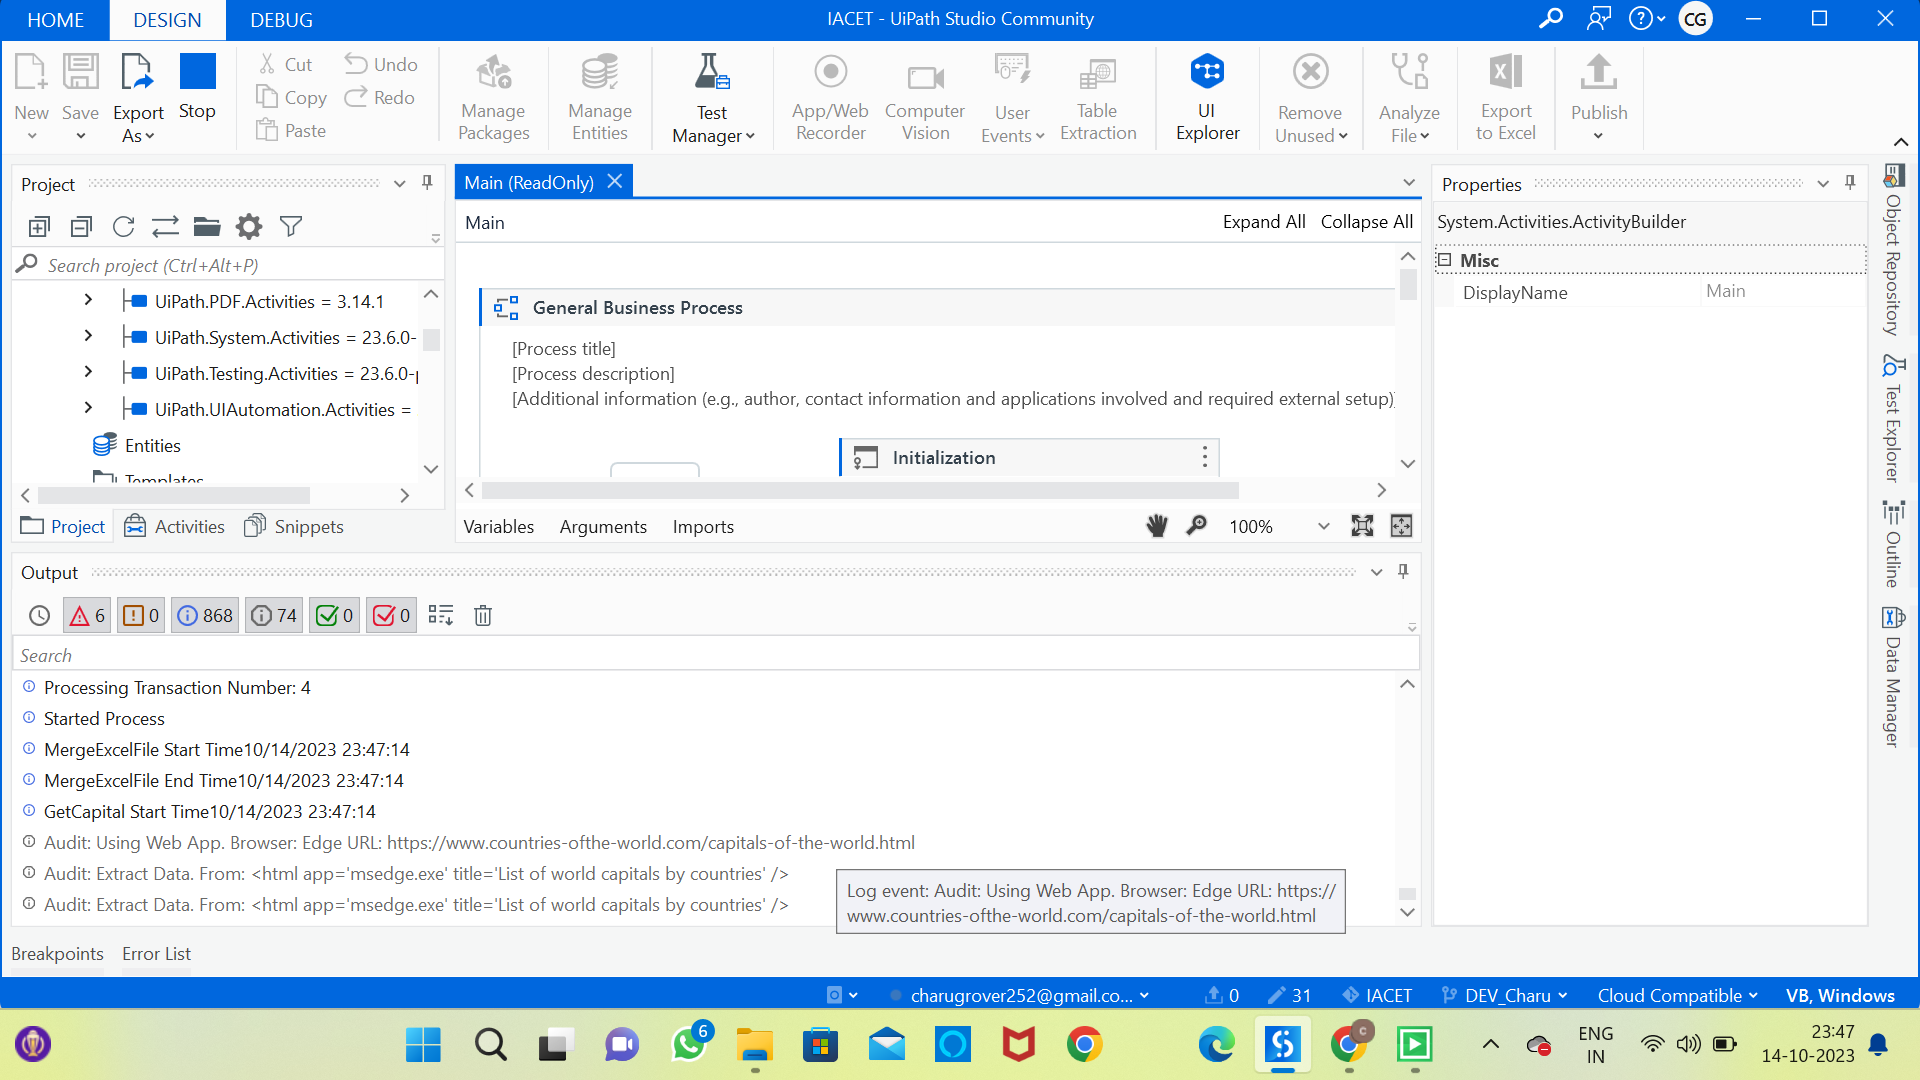 HOME DESIGN DEBUG
IACET - UiPath Studio Community
CG
New
Save
Export As
Stop
Cut
Copy
Paste
Undo
Redo
Manage Packages
Manage Entities
Test Manager
App/Web Recorder
Computer Vision
User Events
Table Extraction
UI Explorer
Remove Unused
Analyze File
Export to Excel
Publish
Project
Search project (Ctrl+Alt+P)
UiPath.PDF.Activities = 3.14.1
UiPath.System.Activities = 23.6.0-
UiPath.Testing.Activities = 23.6.0-
UiPath.UIAutomation.Activities =
Entities
Templates
Project Activities Snippets
Main (ReadOnly)
Main
Expand All Collapse All
General Business Process
[Process title]
[Process description]
[Additional information (e.g., author, contact information and applications involved and required external setup)]
Initialization
Variables Arguments Imports
100%
Properties
System.Activities.ActivityBuilder
Misc
DisplayName Main
Object Repository
Test Explorer
Outline
Data Manager
Output
6 0 868 74 0 0
Search
Processing Transaction Number: 4
Started Process
MergeExcelFile Start Time10/14/2023 23:47:14
MergeExcelFile End Time10/14/2023 23:47:14
GetCapital Start Time10/14/2023 23:47:14
Audit: Using Web App. Browser: Edge URL: https://www.countries-ofthe-world.com/capitals-of-the-world.html
Audit: Extract Data. From: <html app='msedge.exe' title='List of world capitals by countries' />
Audit: Extract Data. From: <html app='msedge.exe' title='List of world capitals by countries' />
Log event: Audit: Using Web App. Browser: Edge URL: https://
www.countries-ofthe-world.com/capitals-of-the-world.html
Breakpoints Error List
charugrover252@gmail.co... 0 31 IACET DEV_Charu Cloud Compatible VB, Windows
6
C
ENG
IN
23:47
14-10-2023